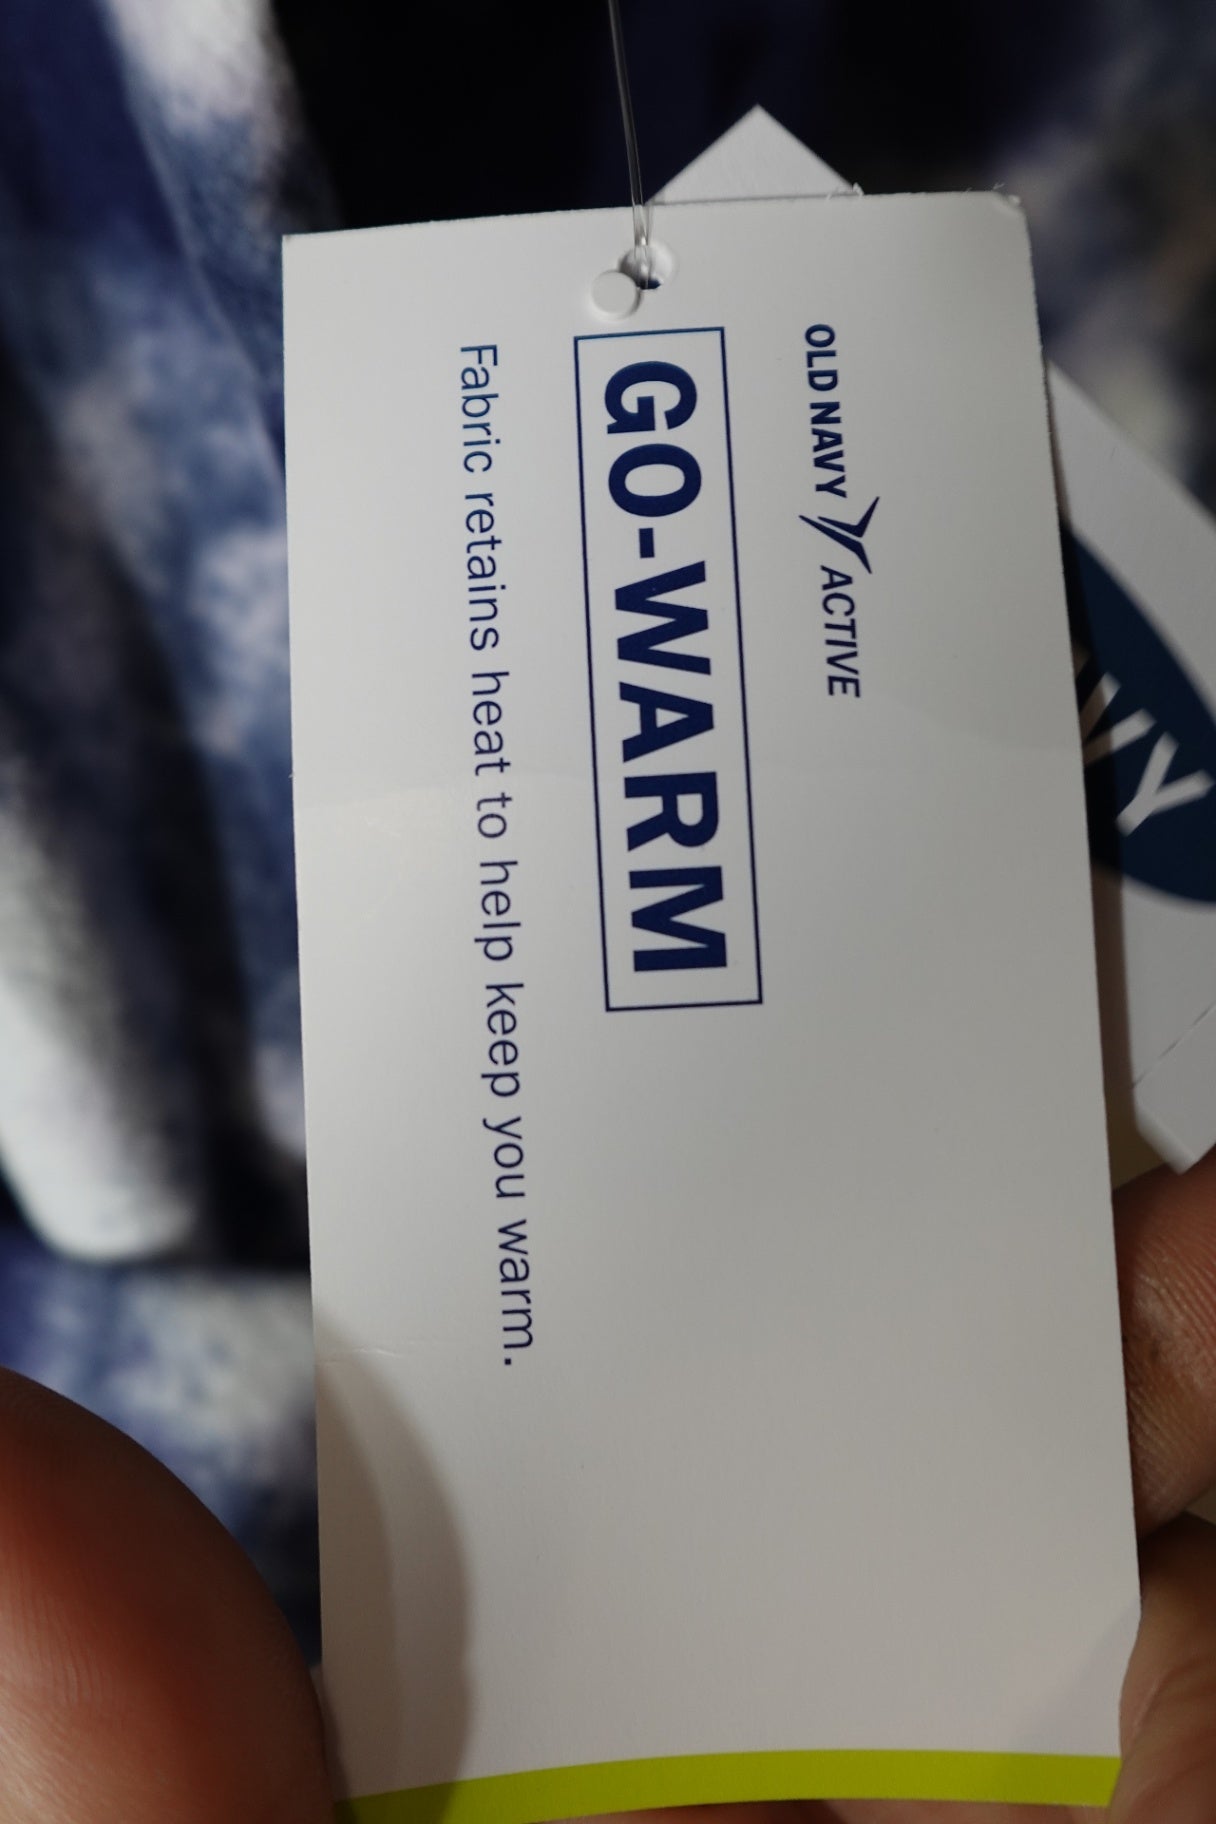 OLD NAVY ACTIVE
GO-WARM
Fabric retains heat to help keep you warm.